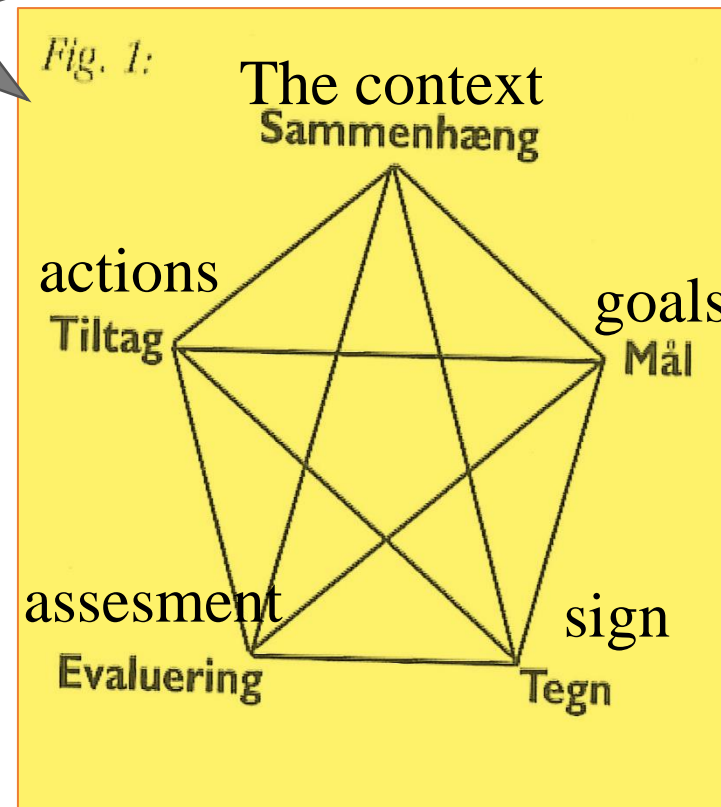 Fig. 1:
The context
Sammenhæng
actions
Tiltag
goals
Mål
assesment
Evaluering
sign
Tegn